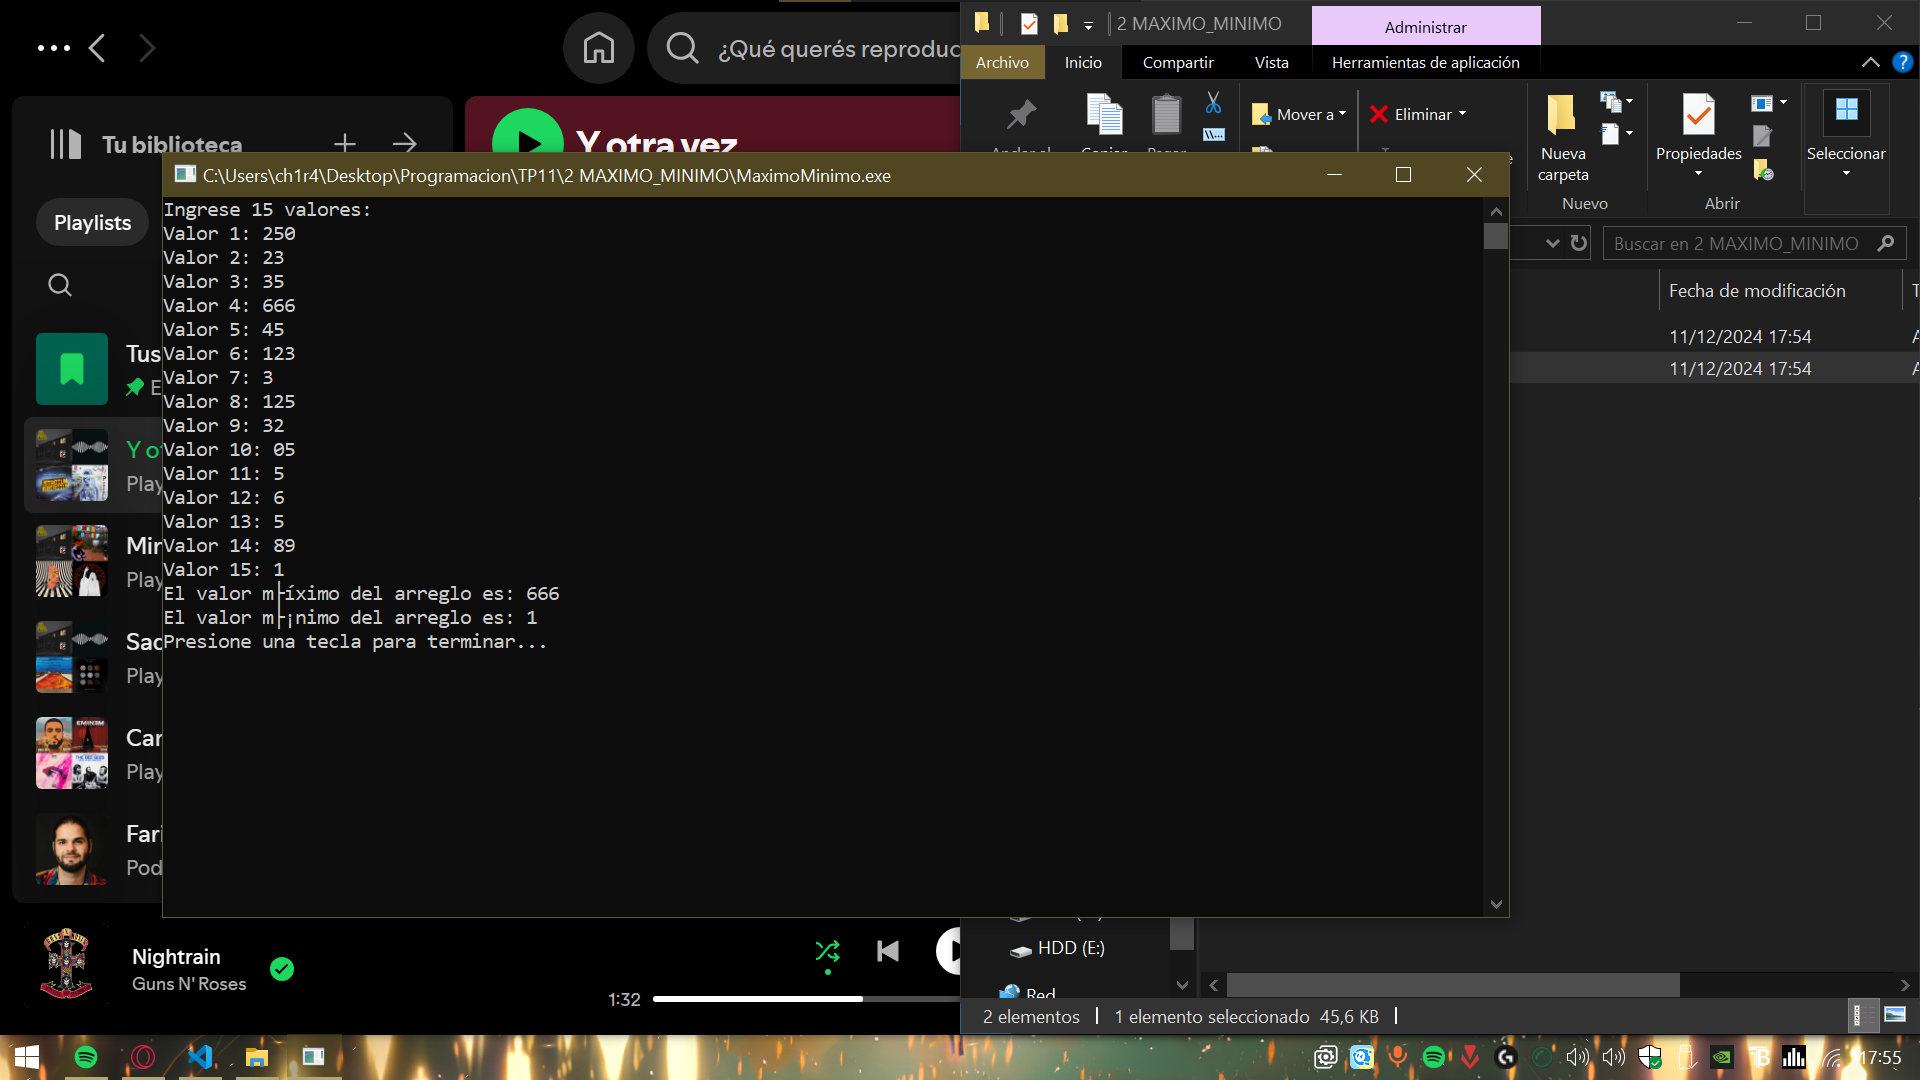 ¿Qué querés reproduc
Tu biblioteca
Playlists
Y otra vez
Nightrain
Guns N' Roses
1:32
2 MAXIMO_MINIMO
Administrar
Archivo
Inicio
Compartir
Vista
Herramientas de aplicación
Mover a
Eliminar
Nueva
carpeta
Propiedades
Seleccionar
Nuevo
Abrir
Buscar en 2 MAXIMO_MINIMO
Fecha de modificación
11/12/2024 17:54
11/12/2024 17:54
C:\Users\ch1r4\Desktop\Programacion\TP11\2 MAXIMO_MINIMO\MaximoMinimo.exe
Ingrese 15 valores:
Valor 1: 250
Valor 2: 23
Valor 3: 35
Valor 4: 666
Valor 5: 45
Valor 6: 123
Valor 7: 3
Valor 8: 125
Valor 9: 32
Valor 10: 05
Valor 11: 5
Valor 12: 6
Valor 13: 5
Valor 14: 89
Valor 15: 1
El valor m├íximo del arreglo es: 666
El valor m├¡nimo del arreglo es: 1
Presione una tecla para terminar...
Tus
Y o
Play
Mir
Play
Sad
Play
Car
Play
Fari
Pod
HDD (E:)
Red
2 elementos
1 elemento seleccionado 45,6 KB
17:55